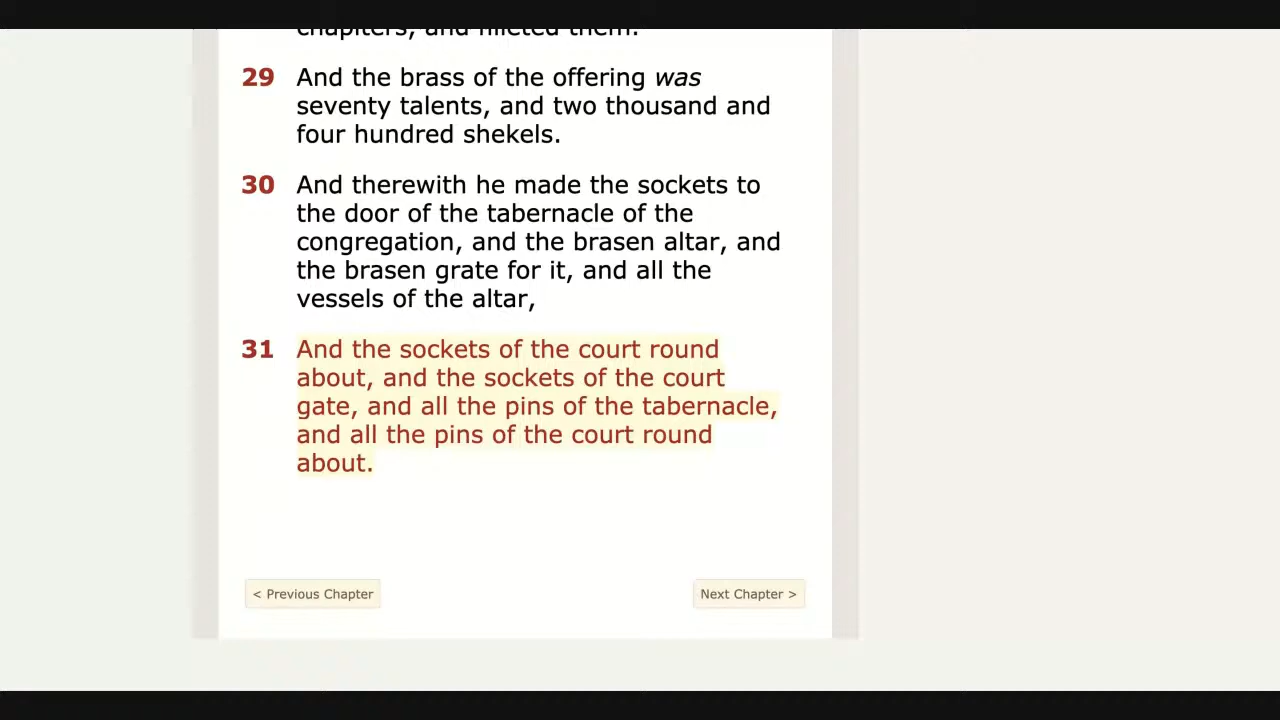 chapiters, and filleted them.
29 And the brass of the offering was
seventy talents, and two thousand and
four hundred shekels.
30 And therewith he made the sockets to
the door of the tabernacle of the
congregation, and the brasen altar, and
the brasen grate for it, and all the
vessels of the altar,
31 And the sockets of the court round
about, and the sockets of the court
gate, and all the pins of the tabernacle,
and all the pins of the court round
about.
< Previous Chapter
Next Chapter >